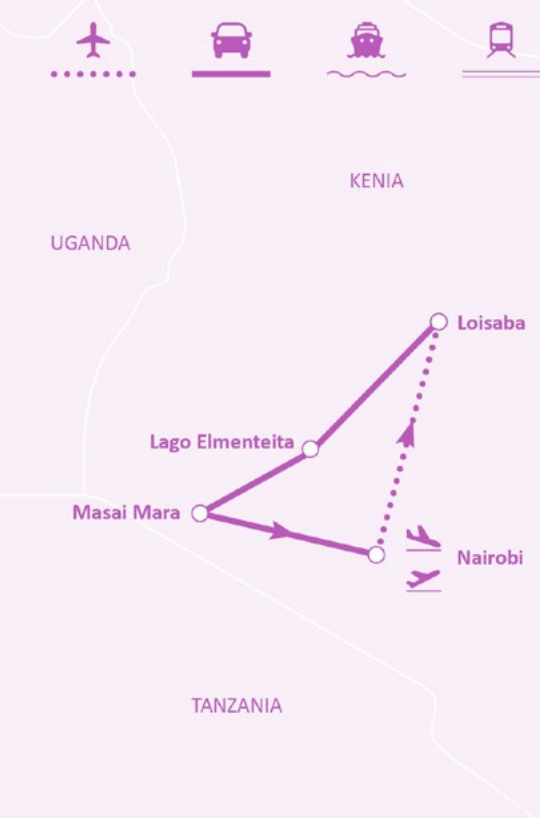 KENIA
UGANDA
Loisaba
Lago Elmenteita
Masai Mara
Nairobi
TANZANIA